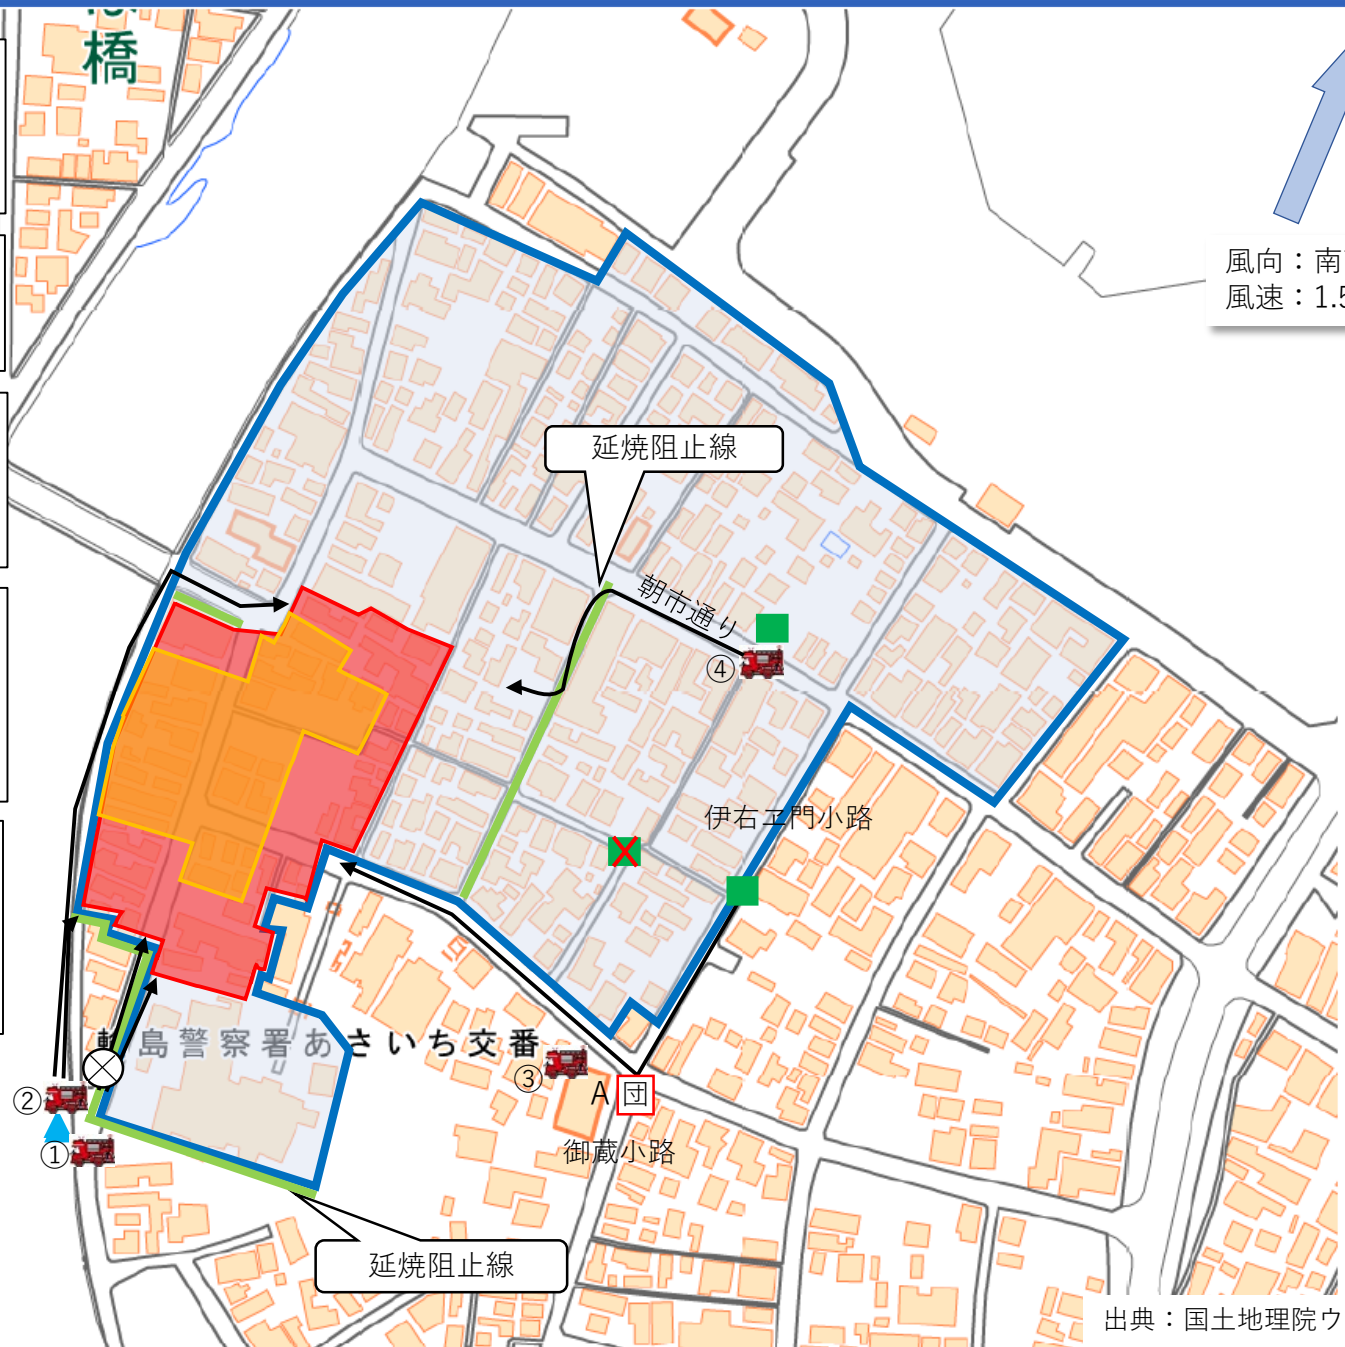 橋
風向：南
風速：1.5
延焼阻止線
朝市通り
④
伊右ヱ門小路
島警察署あさいち交番
②
③
A
団
①
御蔵小路
延焼阻止線
出典：国土地理院ウ